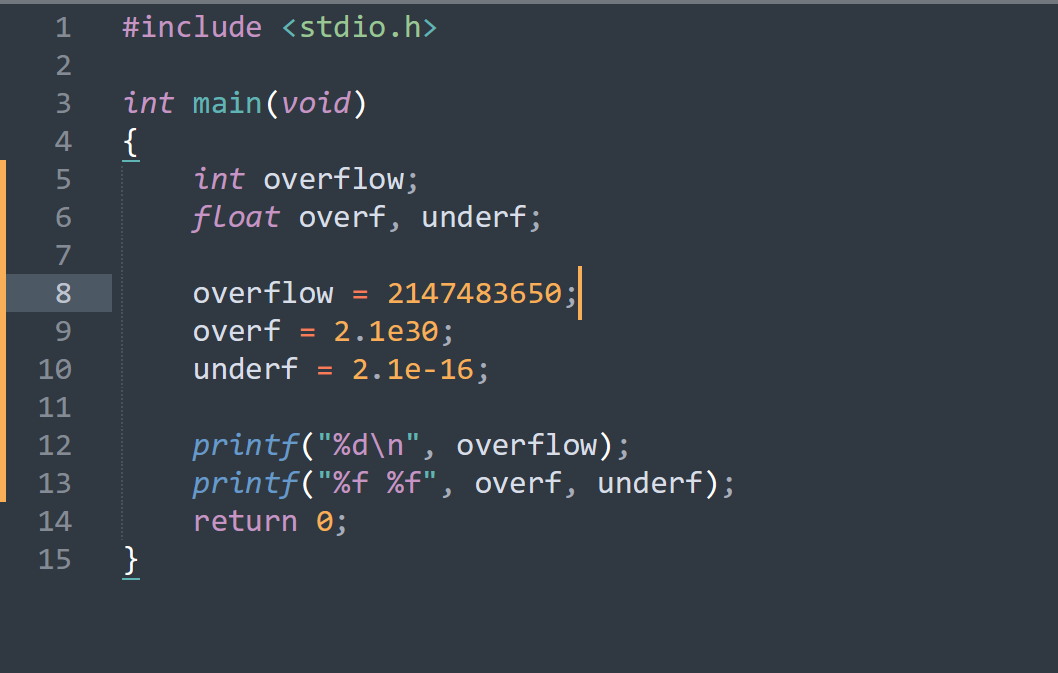 1 #include <stdio.h>
2
3 int main(void)
4 {
5     int overflow;
6     float overf, underf;
7
8     overflow = 2147483650;
9     overf = 2.1e30;
10     underf = 2.1e-16;
11
12     printf("%d\n", overflow);
13     printf("%f %f", overf, underf);
14     return 0;
15 }